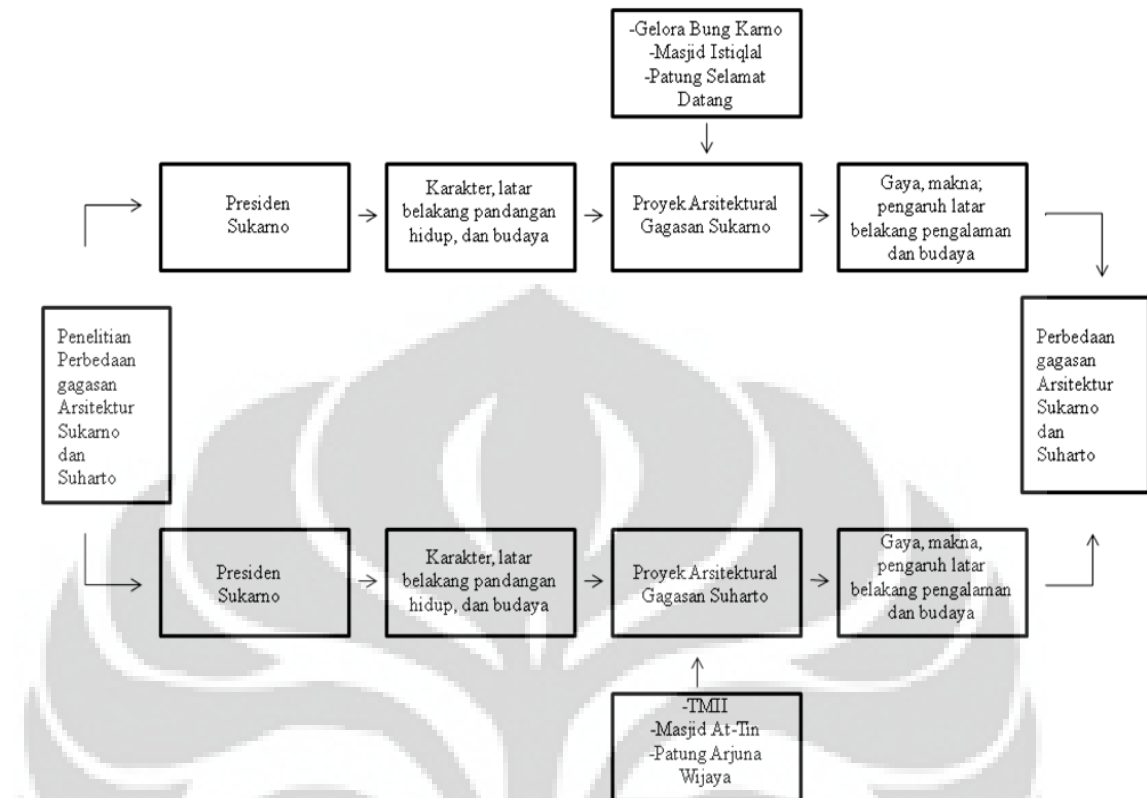 -Gelora Bung Karno
-Masjid Istiqlal
-Patung Selamat
Datang
Presiden
Sukarno
Karakter, latar
belakang pandangan
hidup, dan budaya
Proyek Arsitektural
Gagasan Sukarno
Gaya, makna;
pengaruh latar
belakang pengalaman
dan budaya
Penelitian
Perbedaan
gagasan
Arsitektur
Sukarno
dan
Suharto
Perbedaan
gagasan
Arsitektur
Sukarno
dan
Suharto
Presiden
Sukarno
Karakter, latar
belakang pandangan
hidup, dan budaya
Proyek Arsitektural
Gagasan Suharto
Gaya, makna,
pengaruh latar
belakang pengalaman
dan budaya
-TMII
-Masjid At-Tin
-Patung Arjuna
Wijaya